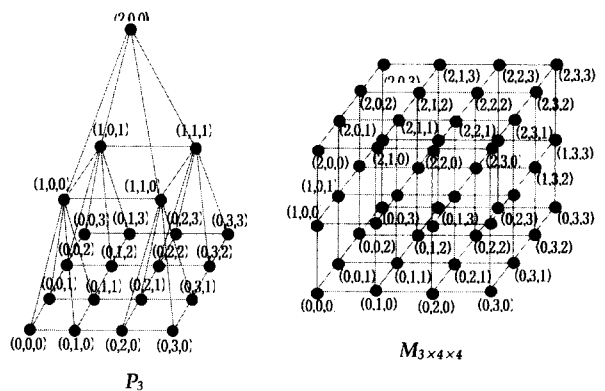 (2,0,0)
(1,0,1) (1,1,1)
(1,0,0) (1,1,0)
(0,0,3) (0,1,3) (0,2,3) (0,3,3)
(0,0,2) (0,1,2) (0,2,2) (0,3,2)
(0,0,1) (0,1,1) (0,2,1) (0,3,1)
(0,0,0) (0,1,0) (0,2,0) (0,3,0)
P3
(2,0,3) (2,1,3) (2,2,3) (2,3,3)
(2,0,2) (2,1,2) (2,2,2) (2,3,2)
(2,0,1) (2,1,1) (2,2,1) (2,3,1)
(2,0,0) (2,1,0) (2,2,0) (2,3,0)
(1,3,3)
(1,3,2)
(1,0,1)
(1,0,0
(0,0,3) (0,1,3) (0,2,3) (0,3,3)
(0,0,2) (0,1,2) (0,2,2) (0,3,2)
(0,0,1) (0,1,1) (0,2,1) (0,3,1)
(0,0,0) (0,1,0) (0,2,0) (0,3,0)
M3×4×4